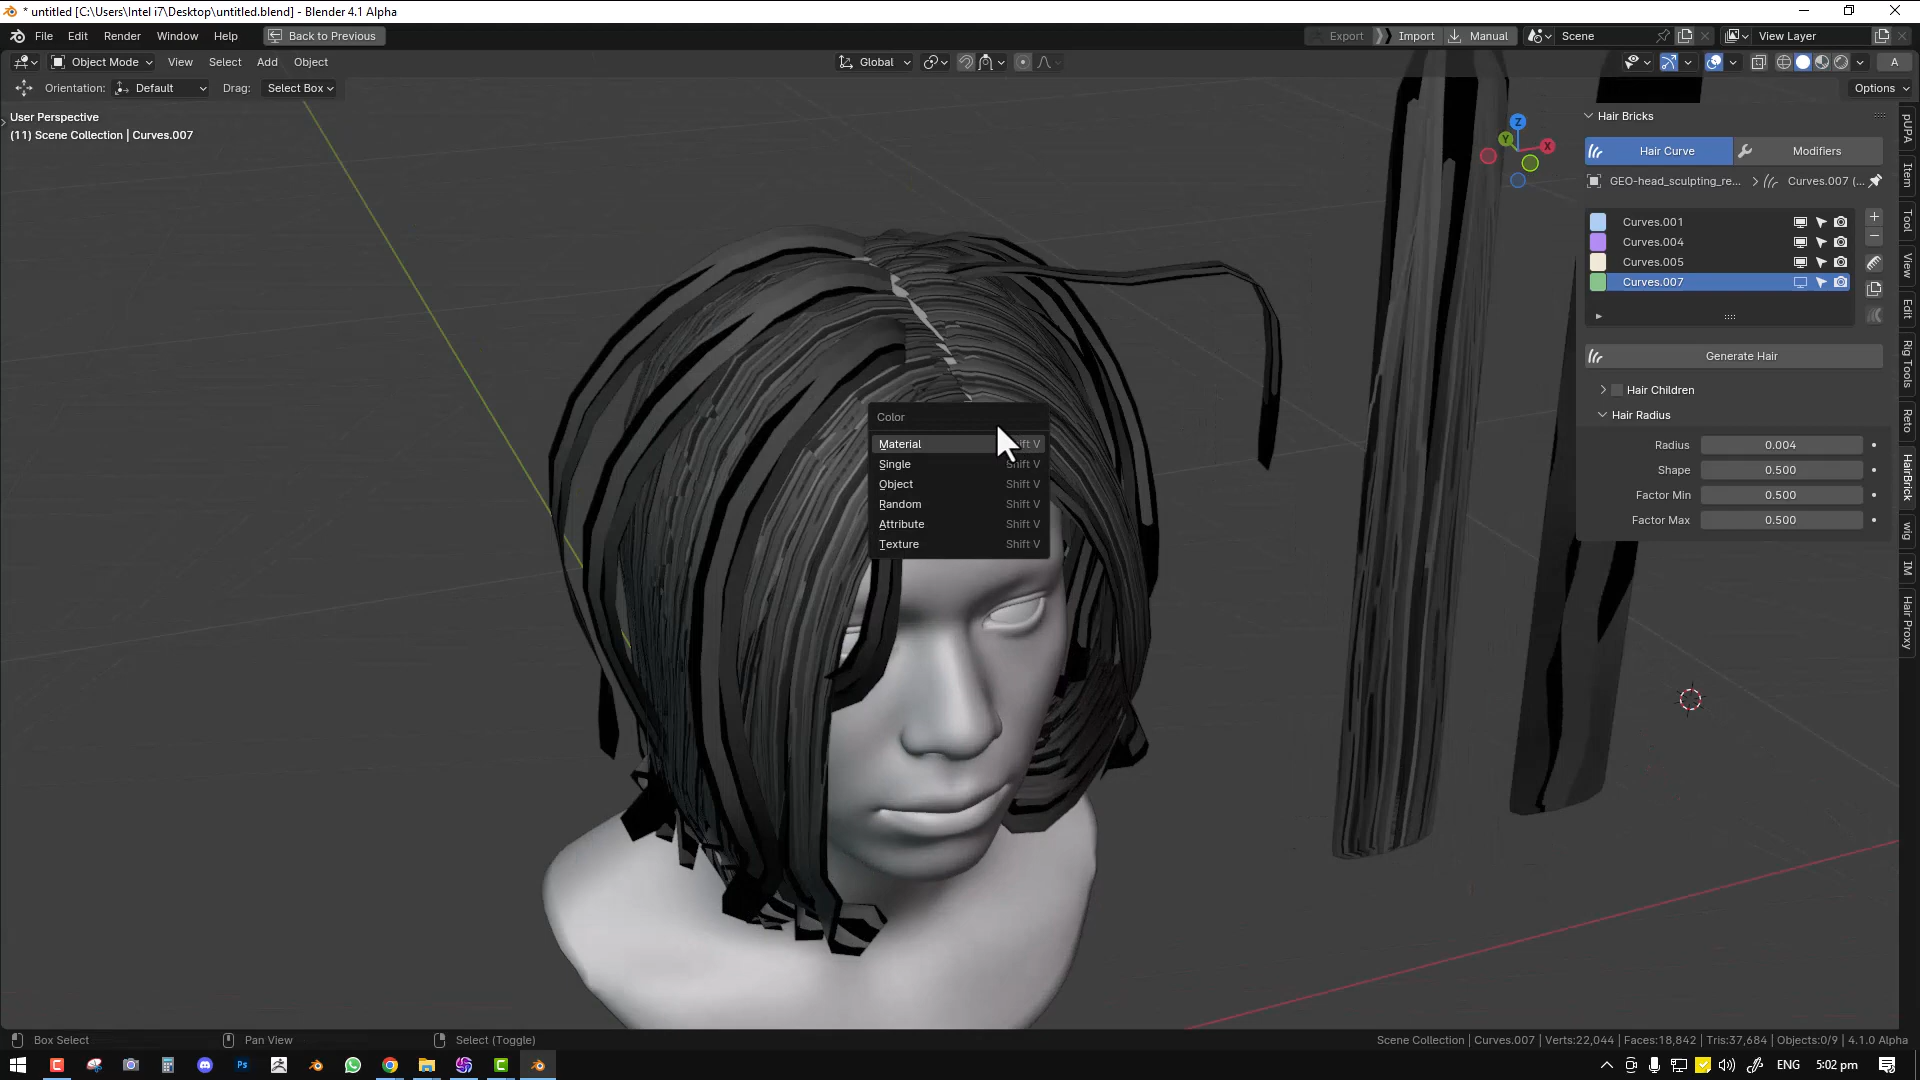 * untitled [C:\Users\Intel i7\Desktop\untitled.blend] - Blender 4.1 Alpha
File Edit Render Window Help Back to Previous Export Import Manual Scene View Layer
Object Mode View Select Add Object Global A
Orientation: Default Drag: Select Box Options
User Perspective
(11) Scene Collection | Curves.007
Z
Y
X
Hair Bricks
Hair Curve Modifiers
GEO-head_sculpting_re... Curves.007 (...
Curves.001
Curves.004
Curves.005
Curves.007
Generate Hair
Hair Children
Hair Radius
Radius 0.004
Shape 0.500
Factor Min 0.500
Factor Max 0.500
pUPA
Item
Tool
View
Edit
Rig Tools
Reto
HairBrick
wig
IM
Hair Proxy
Color
Material ift V
Single Shift V
Object Shift V
Random Shift V
Attribute Shift V
Texture Shift V
Box Select Pan View Select (Toggle) Scene Collection | Curves.007 | Verts:22,044 | Faces:18,842 | Tris:37,684 | Objects:0/9 | 4.1.0 Alpha
Ps ENG 5:02 pm